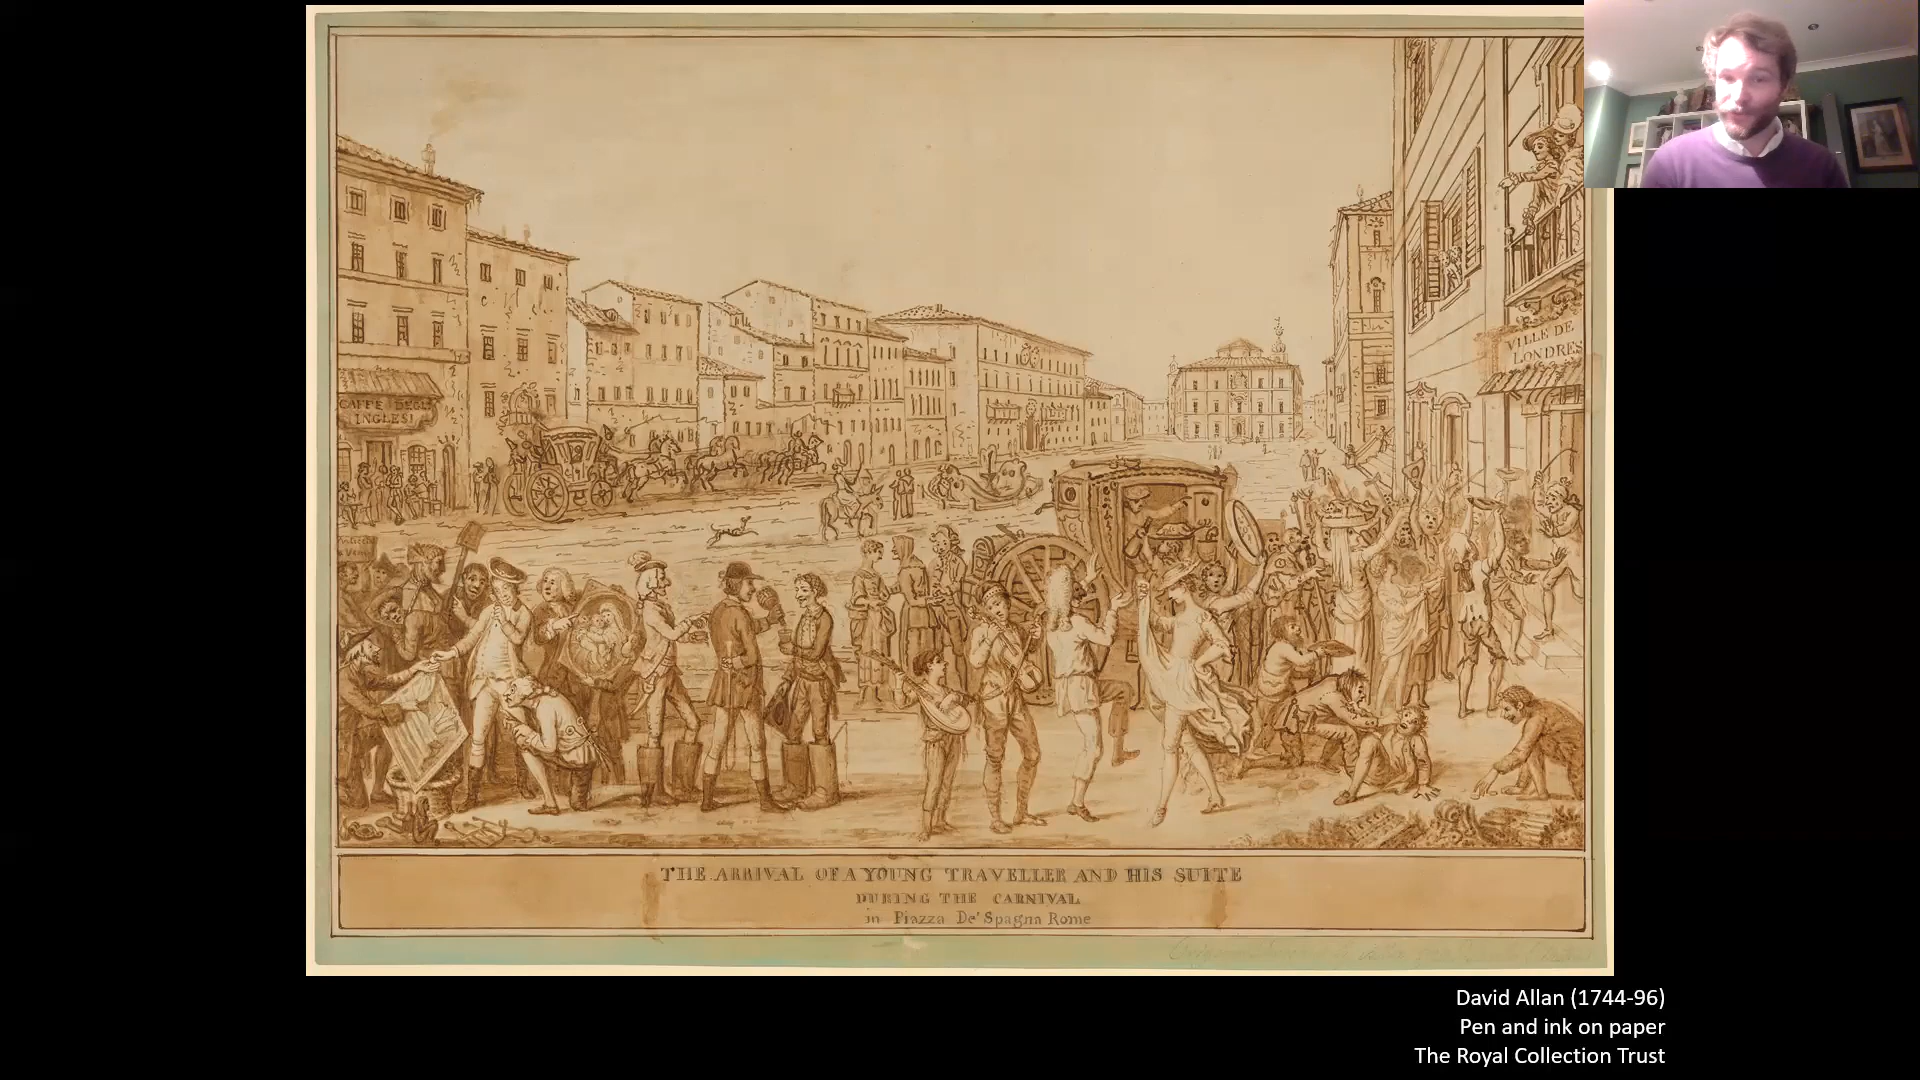 VILLE DE
LONDRES
CAFFE DEGLI
INGLESI
THE ARRIVAL OF A YOUNG TRAVELLER AND HIS SUITE
DURING THE CARNIVAL
in Piazza De' Spagna Rome
David Allan (1744-96)
Pen and ink on paper
The Royal Collection Trust